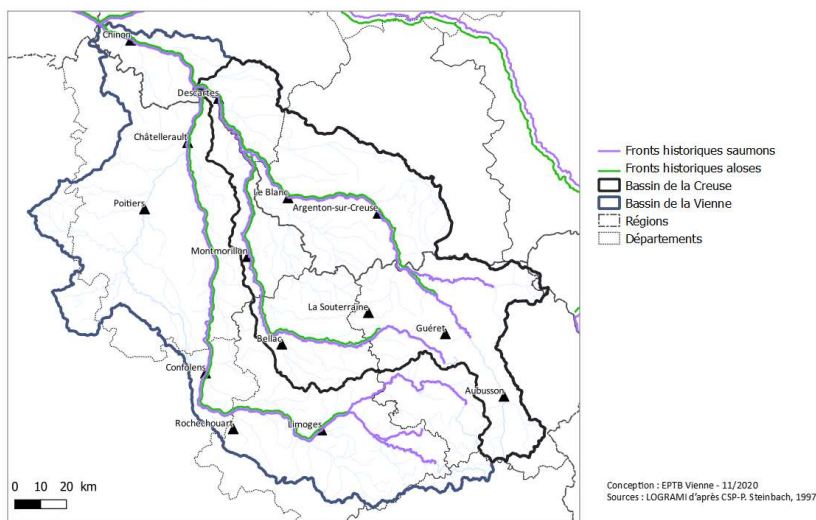 Chinon
Descartes
Châtellerault
Le Blanc
Poitiers
Argenton-sur-Creuse
Montmorillon
La Souterraine
Guéret
Bellac
Confolens
Aubusson
Rochechouart
Limoges
0 10 20 km
Fronts historiques saumons
Fronts historiques aloses
Bassin de la Creuse
Bassin de la Vienne
Régions
Départements
Conception : EPTB Vienne - 11/2020
Sources : LOGRAMI d'après CSP-P. Steinbach, 1997